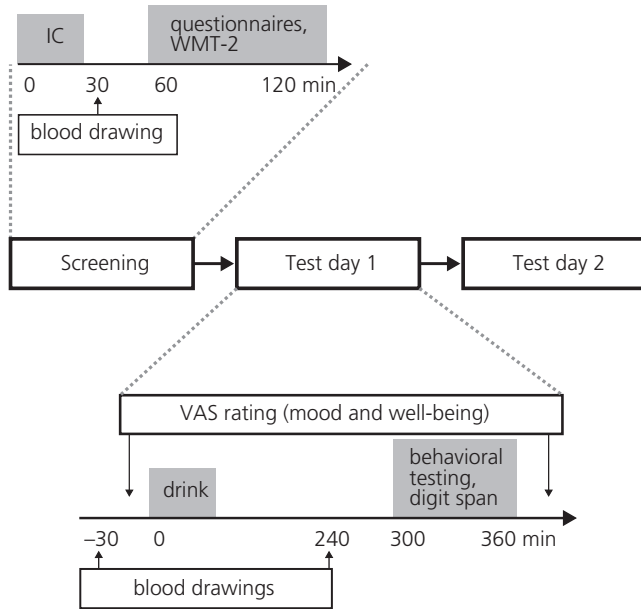 IC
questionnaires,
WMT-2
0 30 60 120 min
blood drawing
Screening
Test day 1
Test day 2
VAS rating (mood and well-being)
drink
behavioral
testing,
digit span
–30 0 240 300 360 min
blood drawings